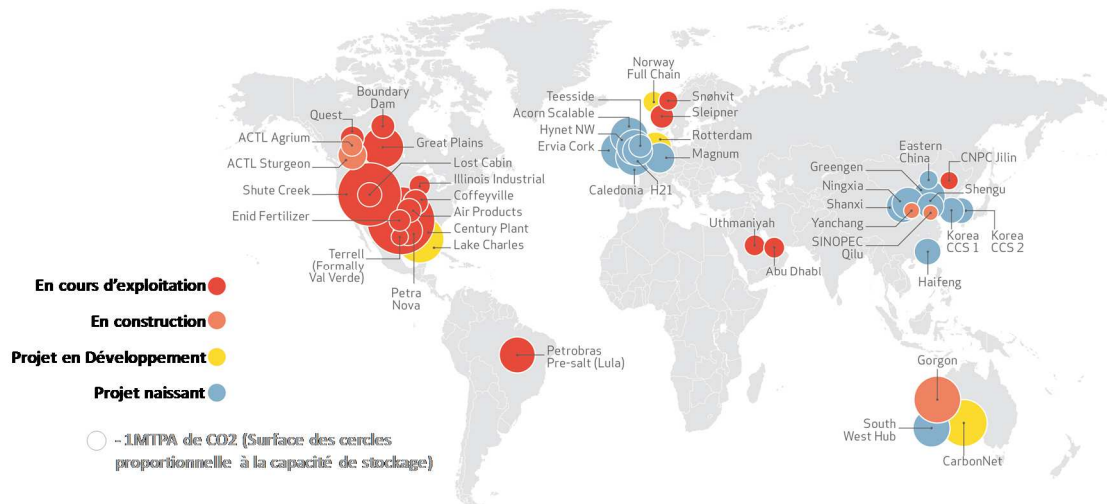 Norway
Full Chain
Boundary
Dam
Teesside
Snøhvit
Quest
Acorn Scalable
Sleipner
ACTL Agrium
Great Plains
Hynet NW
Rotterdam
Eastern
China
ACTL Sturgeon
Lost Cabin
Ervia Cork
Magnum
Greengen
CNPC Jilin
Illinois Industrial
Ningxia
Shengu
Shute Creek
Coffeyville
Caledonia
H21
Shanxi
Enid Fertilizer
Air Products
Yanchang
Century Plant
Uthmaniyah
SINOPEC
Qilu
Korea
CCS 1
Korea
CCS 2
Lake Charles
Terrell
(Formally
Val Verde)
Abu Dhabl
Haifeng
En cours d'exploitation
Petra
Nova
En construction
Projet en Développement
Petrobras
Pre-salt (Lula)
Gorgon
Projet naissant
South
West Hub
- 1MTPA de CO2 (Surface des cercles
proportionnelle à la capacité de stockage)
CarbonNet